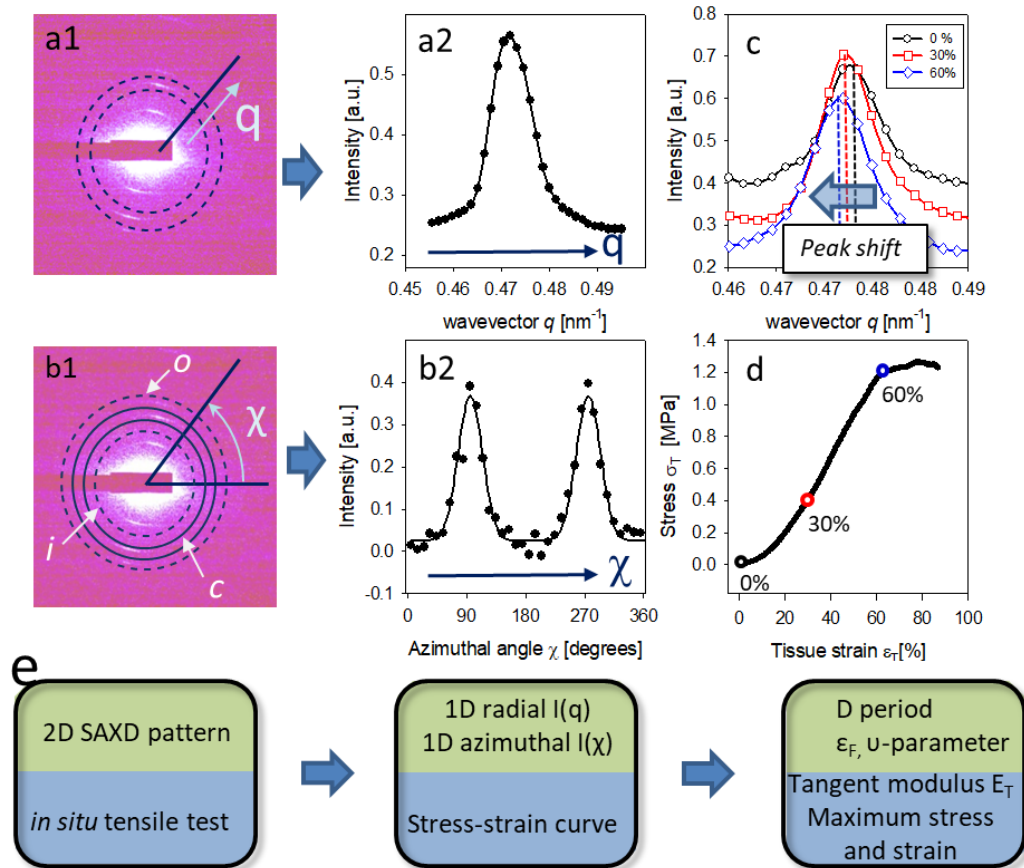 a1
q
a2
Intensity [a.u.]
0.5
0.4
0.3
0.2
q
0.45 0.46 0.47 0.48 0.49
wavevector q [nm-1]
c
0 %
30%
60%
Intensity [a.u.]
0.8
0.7
0.6
0.5
0.4
0.3
0.2
Peak shift
0.46 0.47 0.47 0.48 0.49
wavevector q [nm-1]
b1
o
χ
i
c
b2
Intensity [a.u.]
0.4
0.3
0.2
0.1
0.0
-0.1
χ
0 90 180 270 360
Azimuthal angle χ [degrees]
d
Stress σT [MPa]
1.4
1.2
1.0
0.8
0.6
0.4
0.2
0.0
60%
30%
0%
0 20 40 60 80 100
Tissue strain εT[%]
e
2D SAXD pattern
in situ tensile test
1D radial I(q)
1D azimuthal I(χ)
Stress-strain curve
D period
εF, υ-parameter
Tangent modulus ET
Maximum stress
and strain